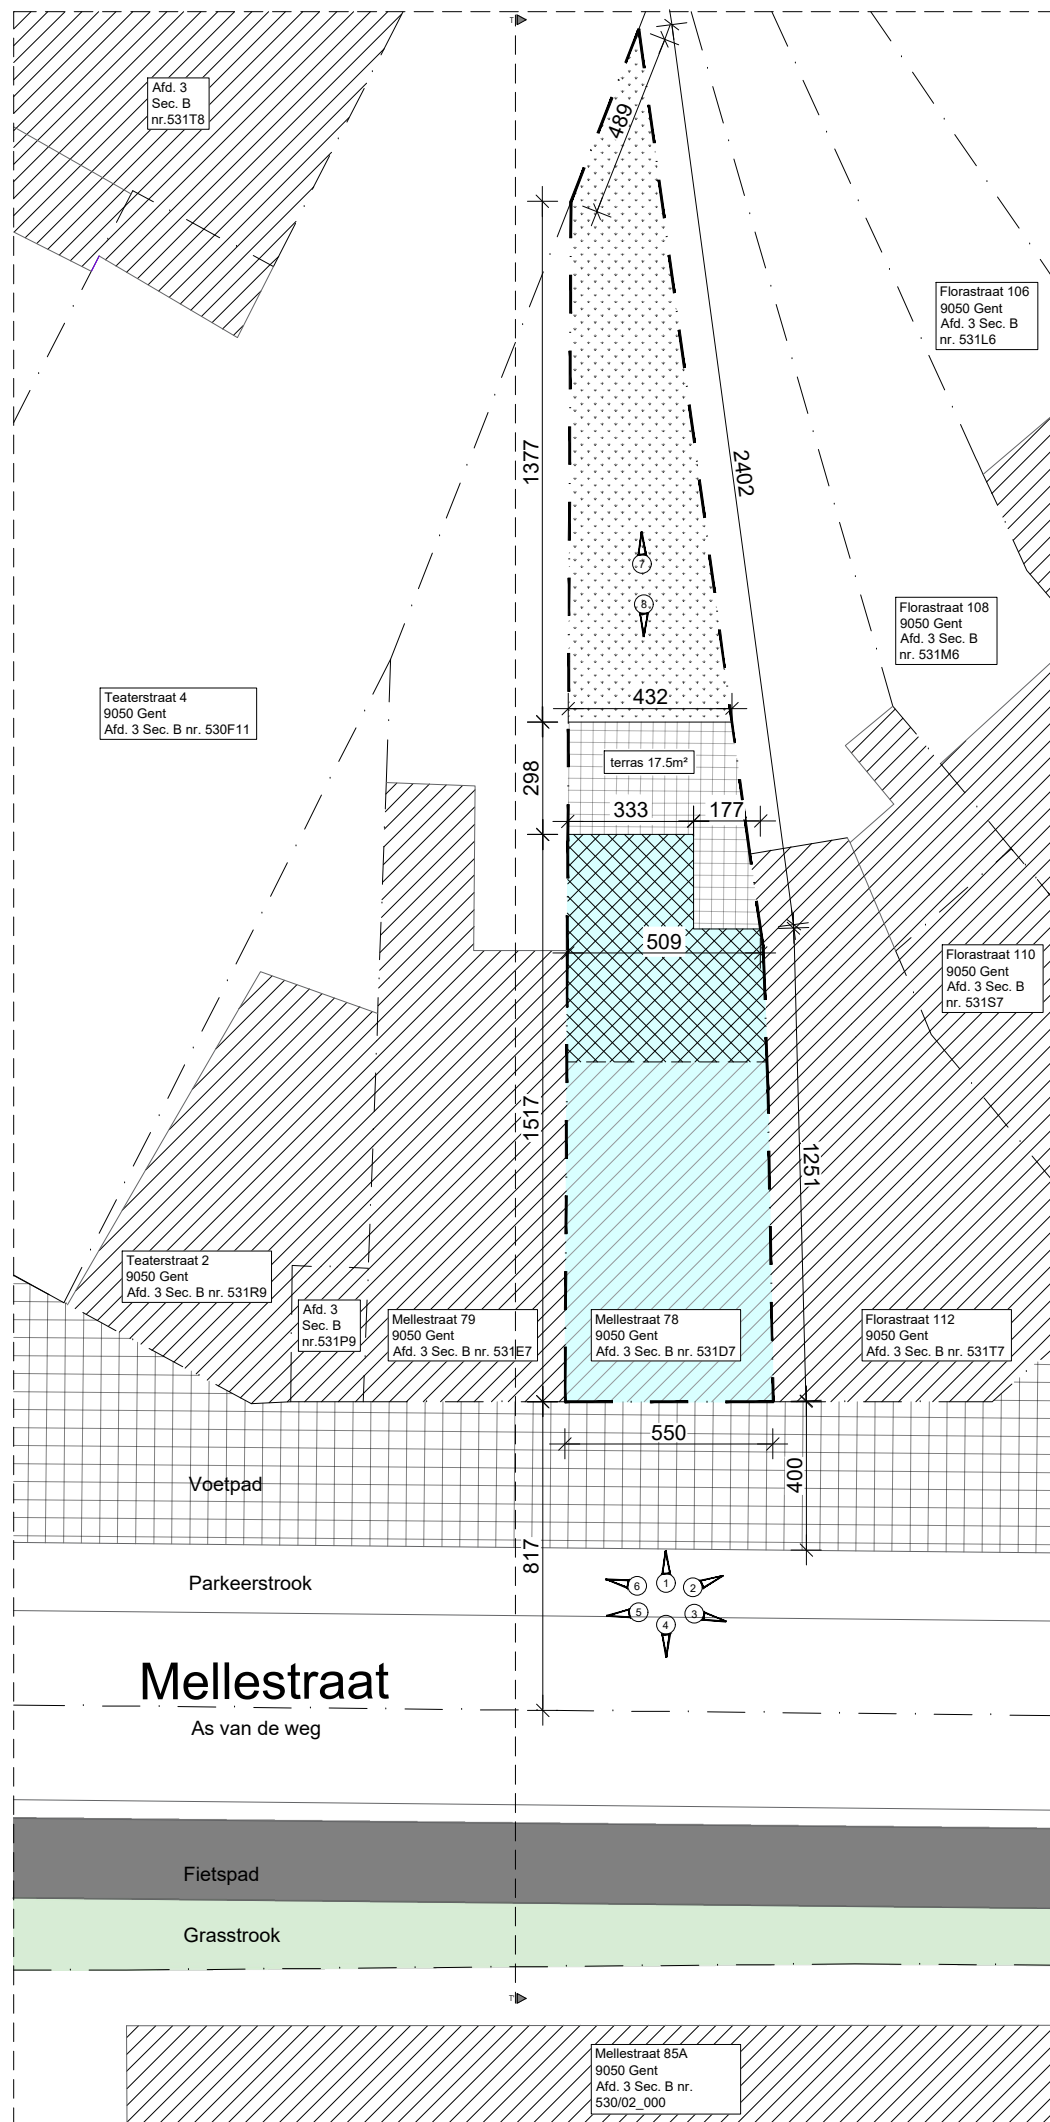 T
Afd. 3
Sec. B
nr.531T8
489
Florastraat 106
9050 Gent
Afd. 3 Sec. B
nr. 531L6
1377
2402
7
8
Florastraat 108
9050 Gent
Afd. 3 Sec. B
nr. 531M6
Teaterstraat 4
9050 Gent
Afd. 3 Sec. B nr. 530F11
432
298
terras 17.5m²
333
177
509
Florastraat 110
9050 Gent
Afd. 3 Sec. B
nr. 531S7
1517
1251
Teaterstraat 2
9050 Gent
Afd. 3 Sec. B nr. 531R9
Afd. 3
Sec. B
nr.531P9
Mellestraat 79
9050 Gent
Afd. 3 Sec. B nr. 531E7
Mellestraat 78
9050 Gent
Afd. 3 Sec. B nr. 531D7
Florastraat 112
9050 Gent
Afd. 3 Sec. B nr. 531T7
550
400
Voetpad
817
Parkeerstrook
6
1
2
5
4
3
Mellestraat
As van de weg
Fietspad
Grasstrook
T'
Mellestraat 85A
9050 Gent
Afd. 3 Sec. B nr.
530/02_000